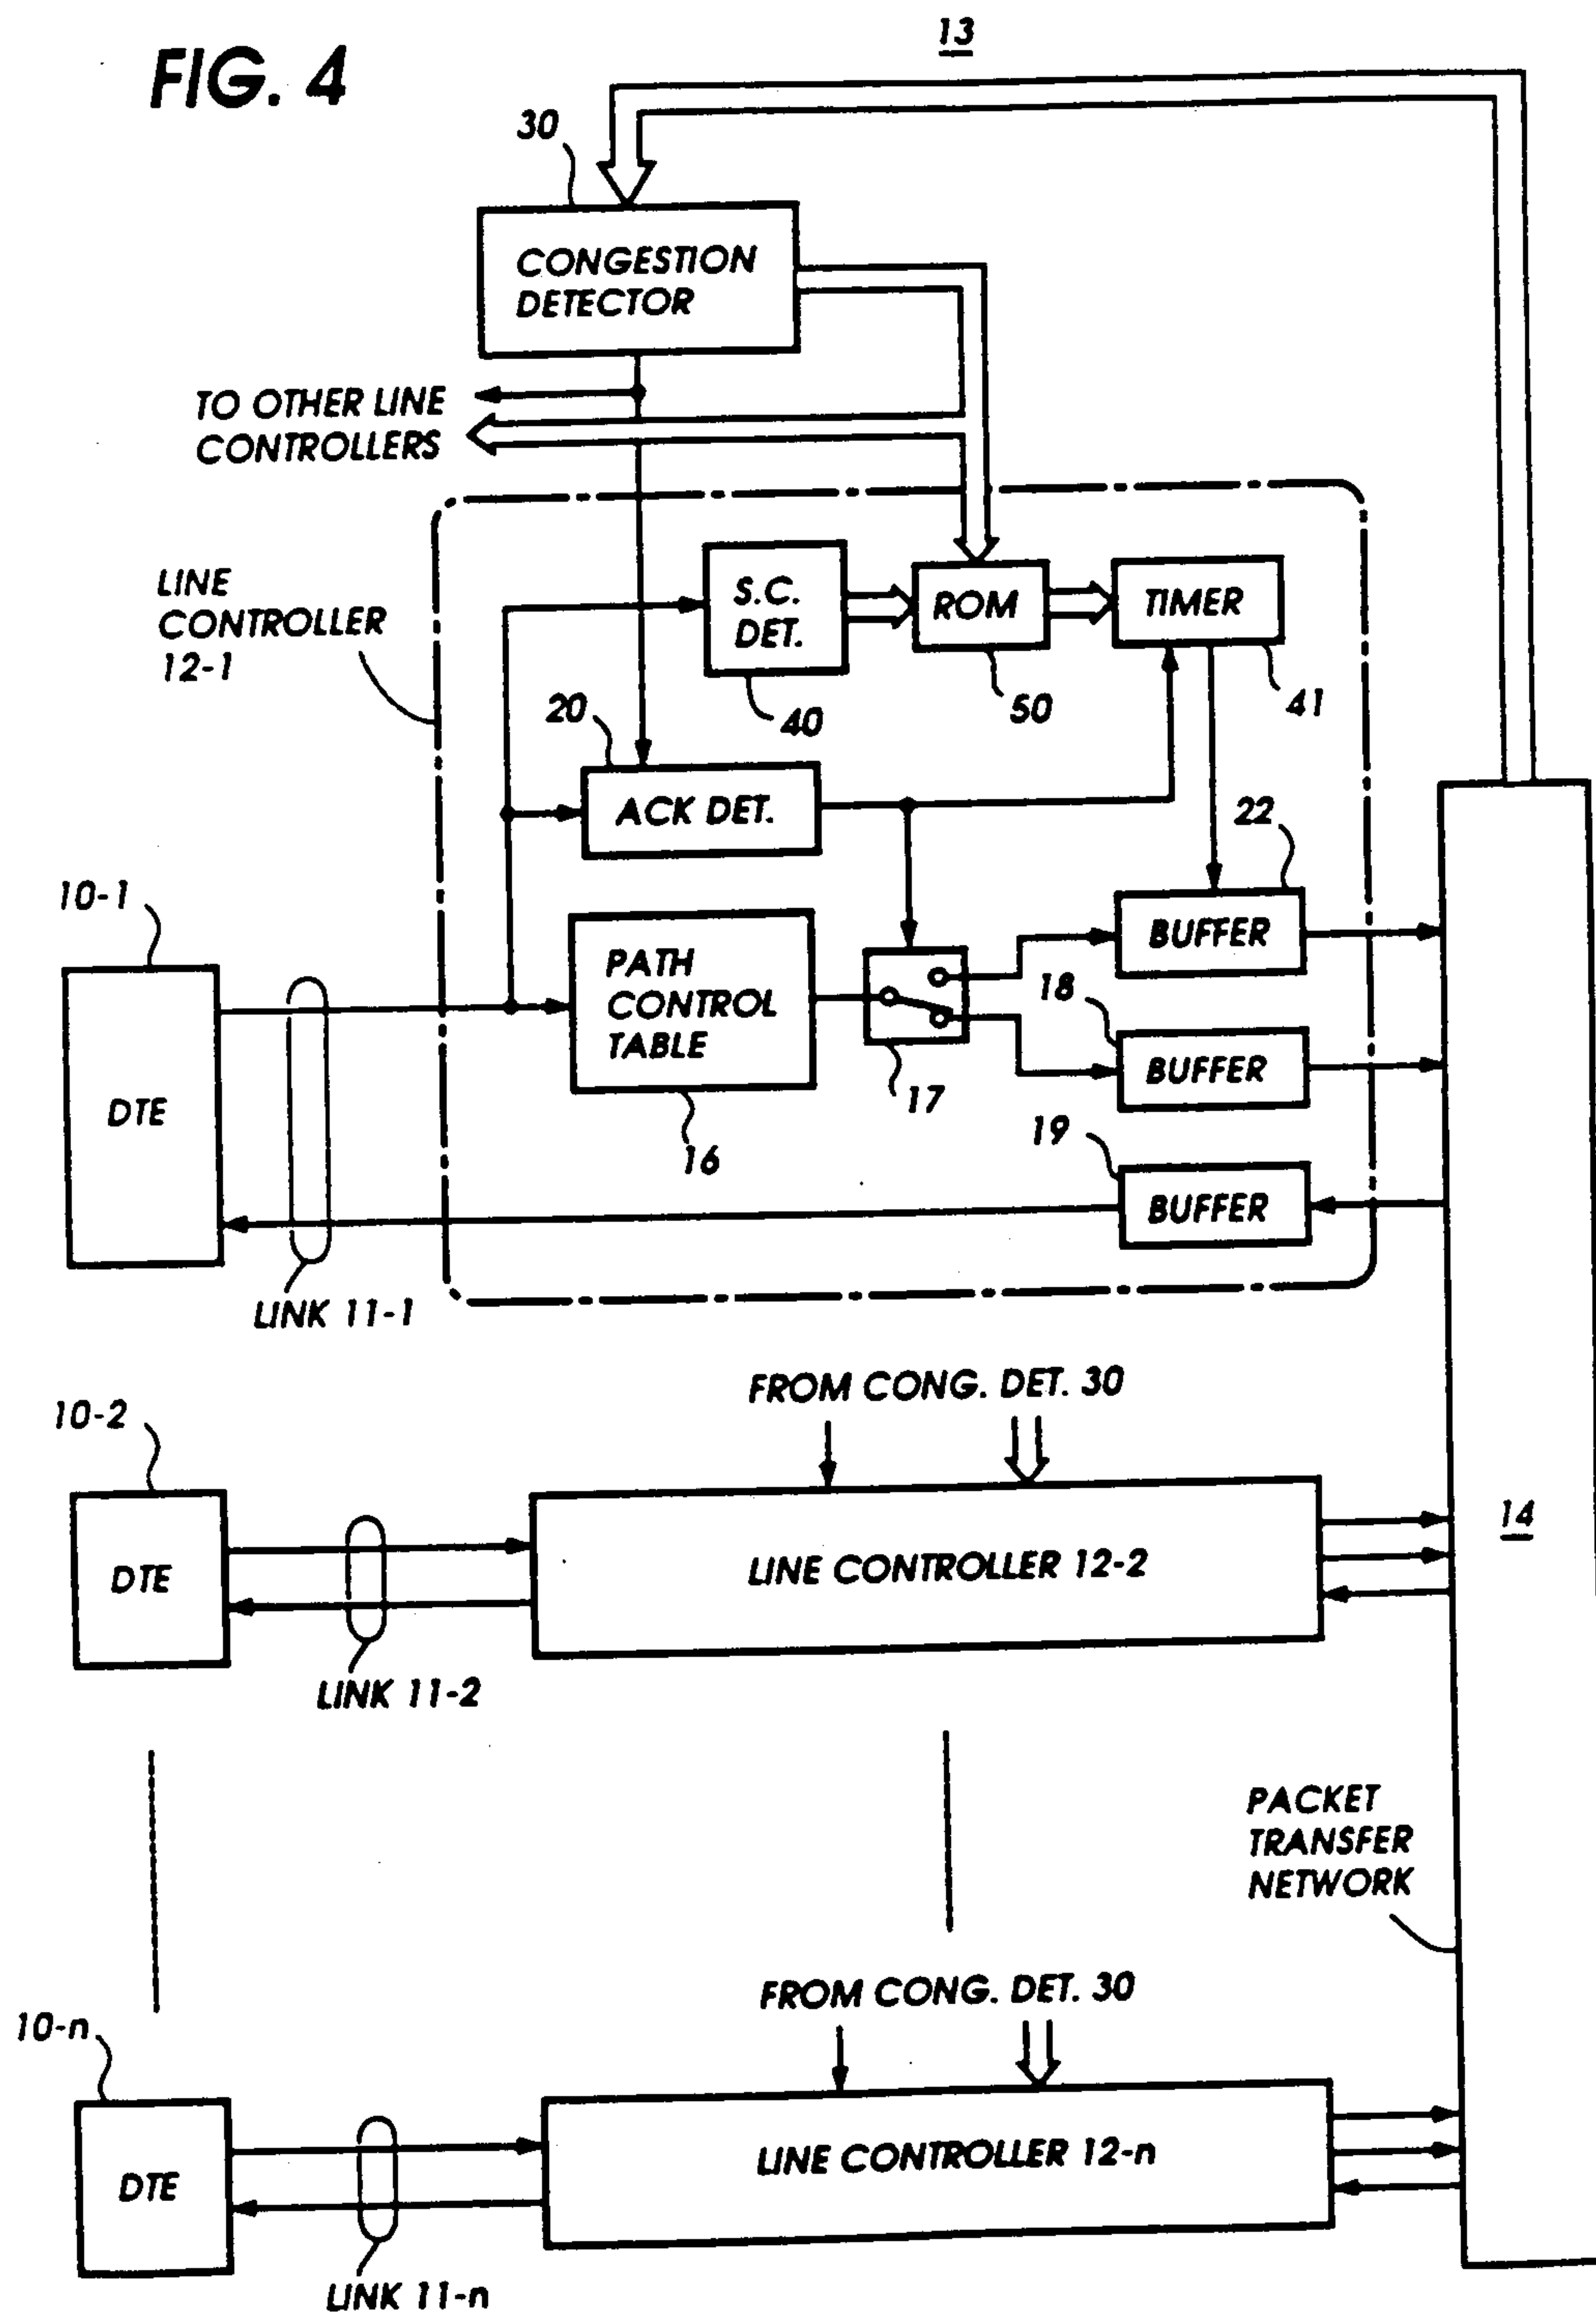 FIG. 4
13
30
CONGESTION
DETECTOR
TO OTHER LINE
CONTROLLERS
LINE
CONTROLLER
12-1
S.C.
DET.
ROM
TIMER
40
50
41
20
ACK DET.
22
10-1
PATH
CONTROL
TABLE
BUFFER
18
DTE
17
BUFFER
16
19
BUFFER
LINK 11-1
FROM CONG. DET. 30
10-2
14
DTE
LINE CONTROLLER 12-2
LINK 11-2
PACKET
TRANSFER
NETWORK
FROM CONG. DET. 30
10-n
DTE
LINE CONTROLLER 12-n
LINK 11-n